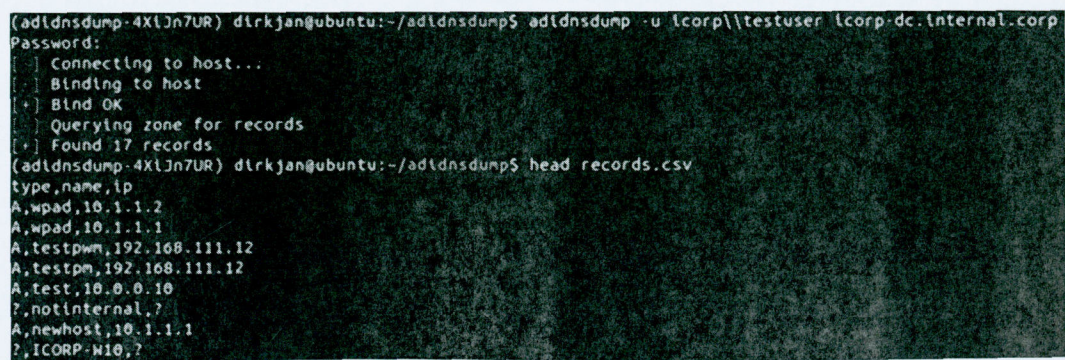 (adidnsdump-4XiJn7UR) dirkjan@ubuntu:~/adidnsdump$ adidnsdump -u icorp\\testuser icorp-dc.internal.corp
Password:
[-] Connecting to host...
[-] Binding to host
[+] Bind OK
[-] Querying zone for records
[+] Found 17 records
(adidnsdump-4XiJn7UR) dirkjan@ubuntu:~/adidnsdump$ head records.csv
type,name,ip
A,wpad,10.1.1.2
A,wpad,10.1.1.1
A,testpwm,192.168.111.12
A,testpm,192.168.111.12
A,test,10.0.0.10
?,notinternal,?
A,newhost,10.1.1.1
?,ICORP-W10,?